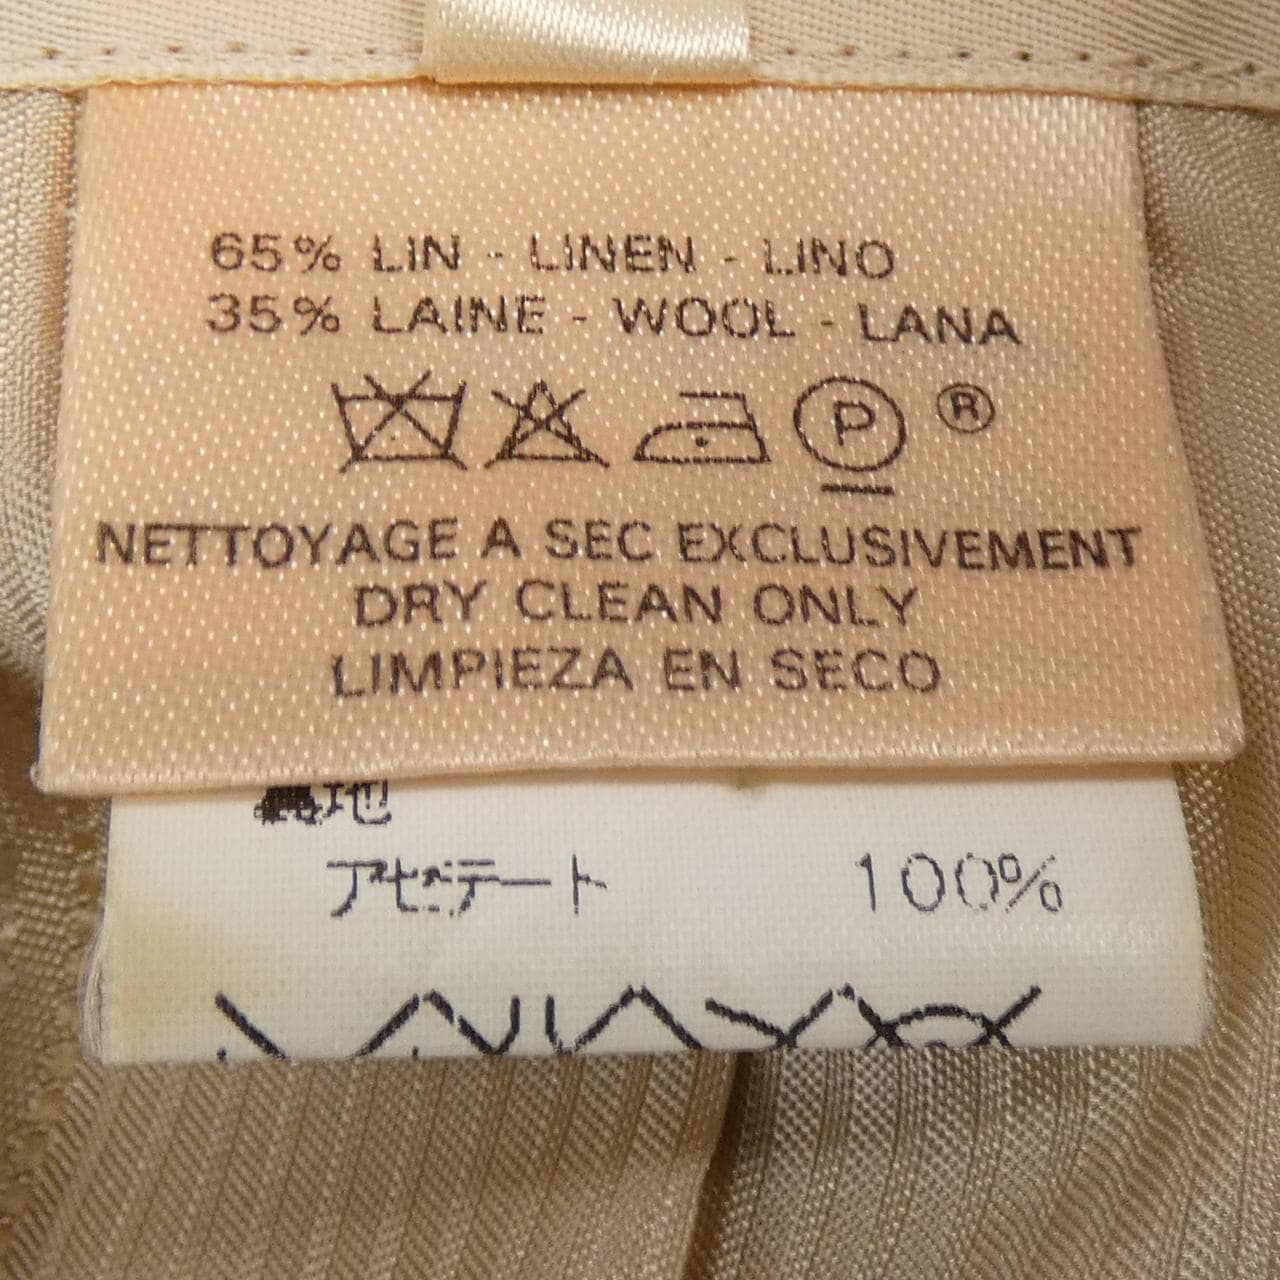 65% LIN - LINEN - LINO
35% LAINE - WOOL - LANA
P ®
NETTOYAGE A SEC EXCLUSIVEMENT
DRY CLEAN ONLY
LIMPIEZA EN SECO
裏地
アセテート 100%